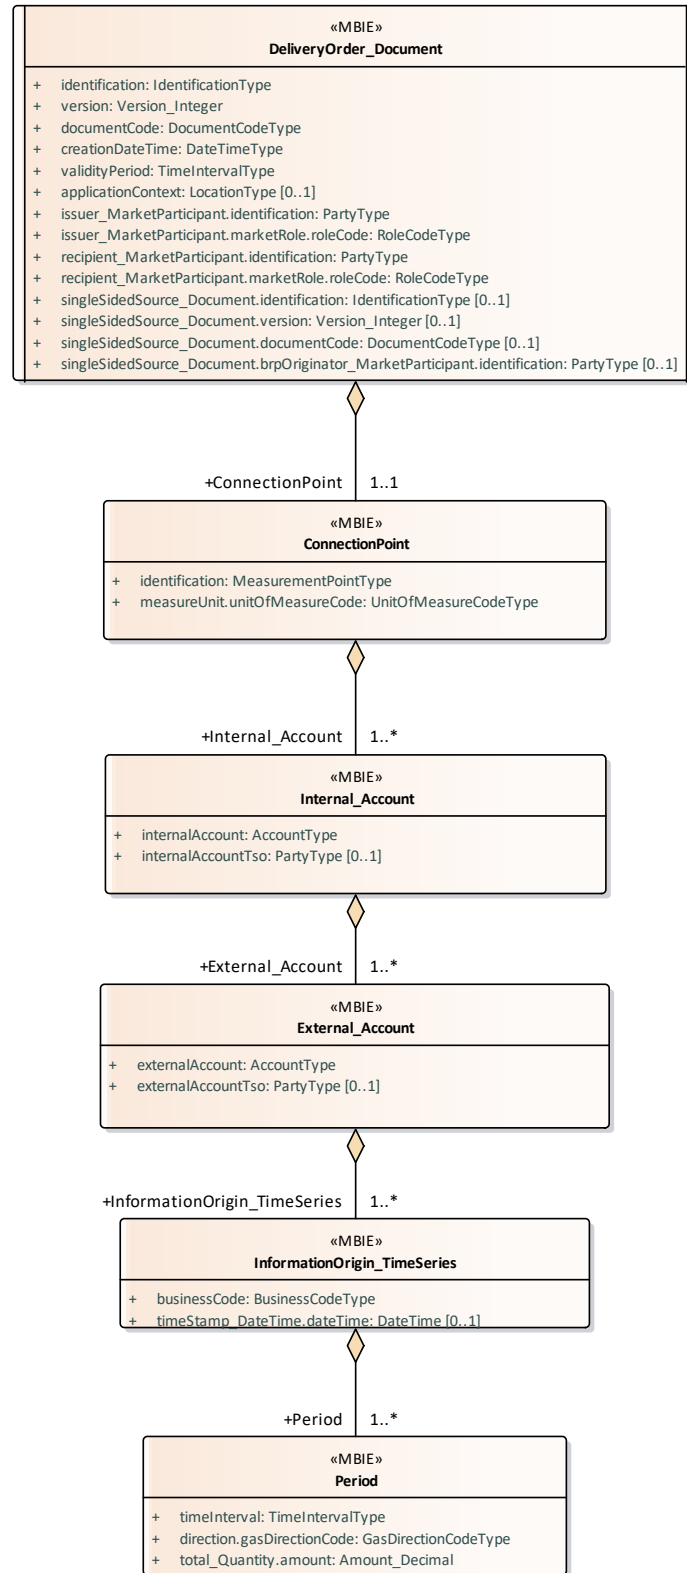 «MBIE»
DeliveryOrder_Document
+ identification: IdentificationType
+ version: Version_Integer
+ documentCode: DocumentCodeType
+ creationDateTime: DateTimeType
+ validityPeriod: TimeIntervalType
+ applicationContext: LocationType [0..1]
+ issuer_MarketParticipant.identification: PartyType
+ issuer_MarketParticipant.marketRole.roleCode: RoleCodeType
+ recipient_MarketParticipant.identification: PartyType
+ recipient_MarketParticipant.marketRole.roleCode: RoleCodeType
+ singleSidedSource_Document.identification: IdentificationType [0..1]
+ singleSidedSource_Document.version: Version_Integer [0..1]
+ singleSidedSource_Document.documentCode: DocumentCodeType [0..1]
+ singleSidedSource_Document.brpOriginator_MarketParticipant.identification: PartyType [0..1]
+ConnectionPoint 1..1
«MBIE»
ConnectionPoint
+ identification: MeasurementPointType
+ measureUnit.unitOfMeasureCode: UnitOfMeasureCodeType
+Internal_Account 1..*
«MBIE»
Internal_Account
+ internalAccount: AccountType
+ internalAccountTso: PartyType [0..1]
+External_Account 1..*
«MBIE»
External_Account
+ externalAccount: AccountType
+ externalAccountTso: PartyType [0..1]
+InformationOrigin_TimeSeries 1..*
«MBIE»
InformationOrigin_TimeSeries
+ businessCode: BusinessCodeType
+ timeStamp_DateTime.dateTime: DateTime [0..1]
+Period 1..*
«MBIE»
Period
+ timeInterval: TimeIntervalType
+ direction.gasDirectionCode: GasDirectionCodeType
+ total_Quantity.amount: Amount_Decimal